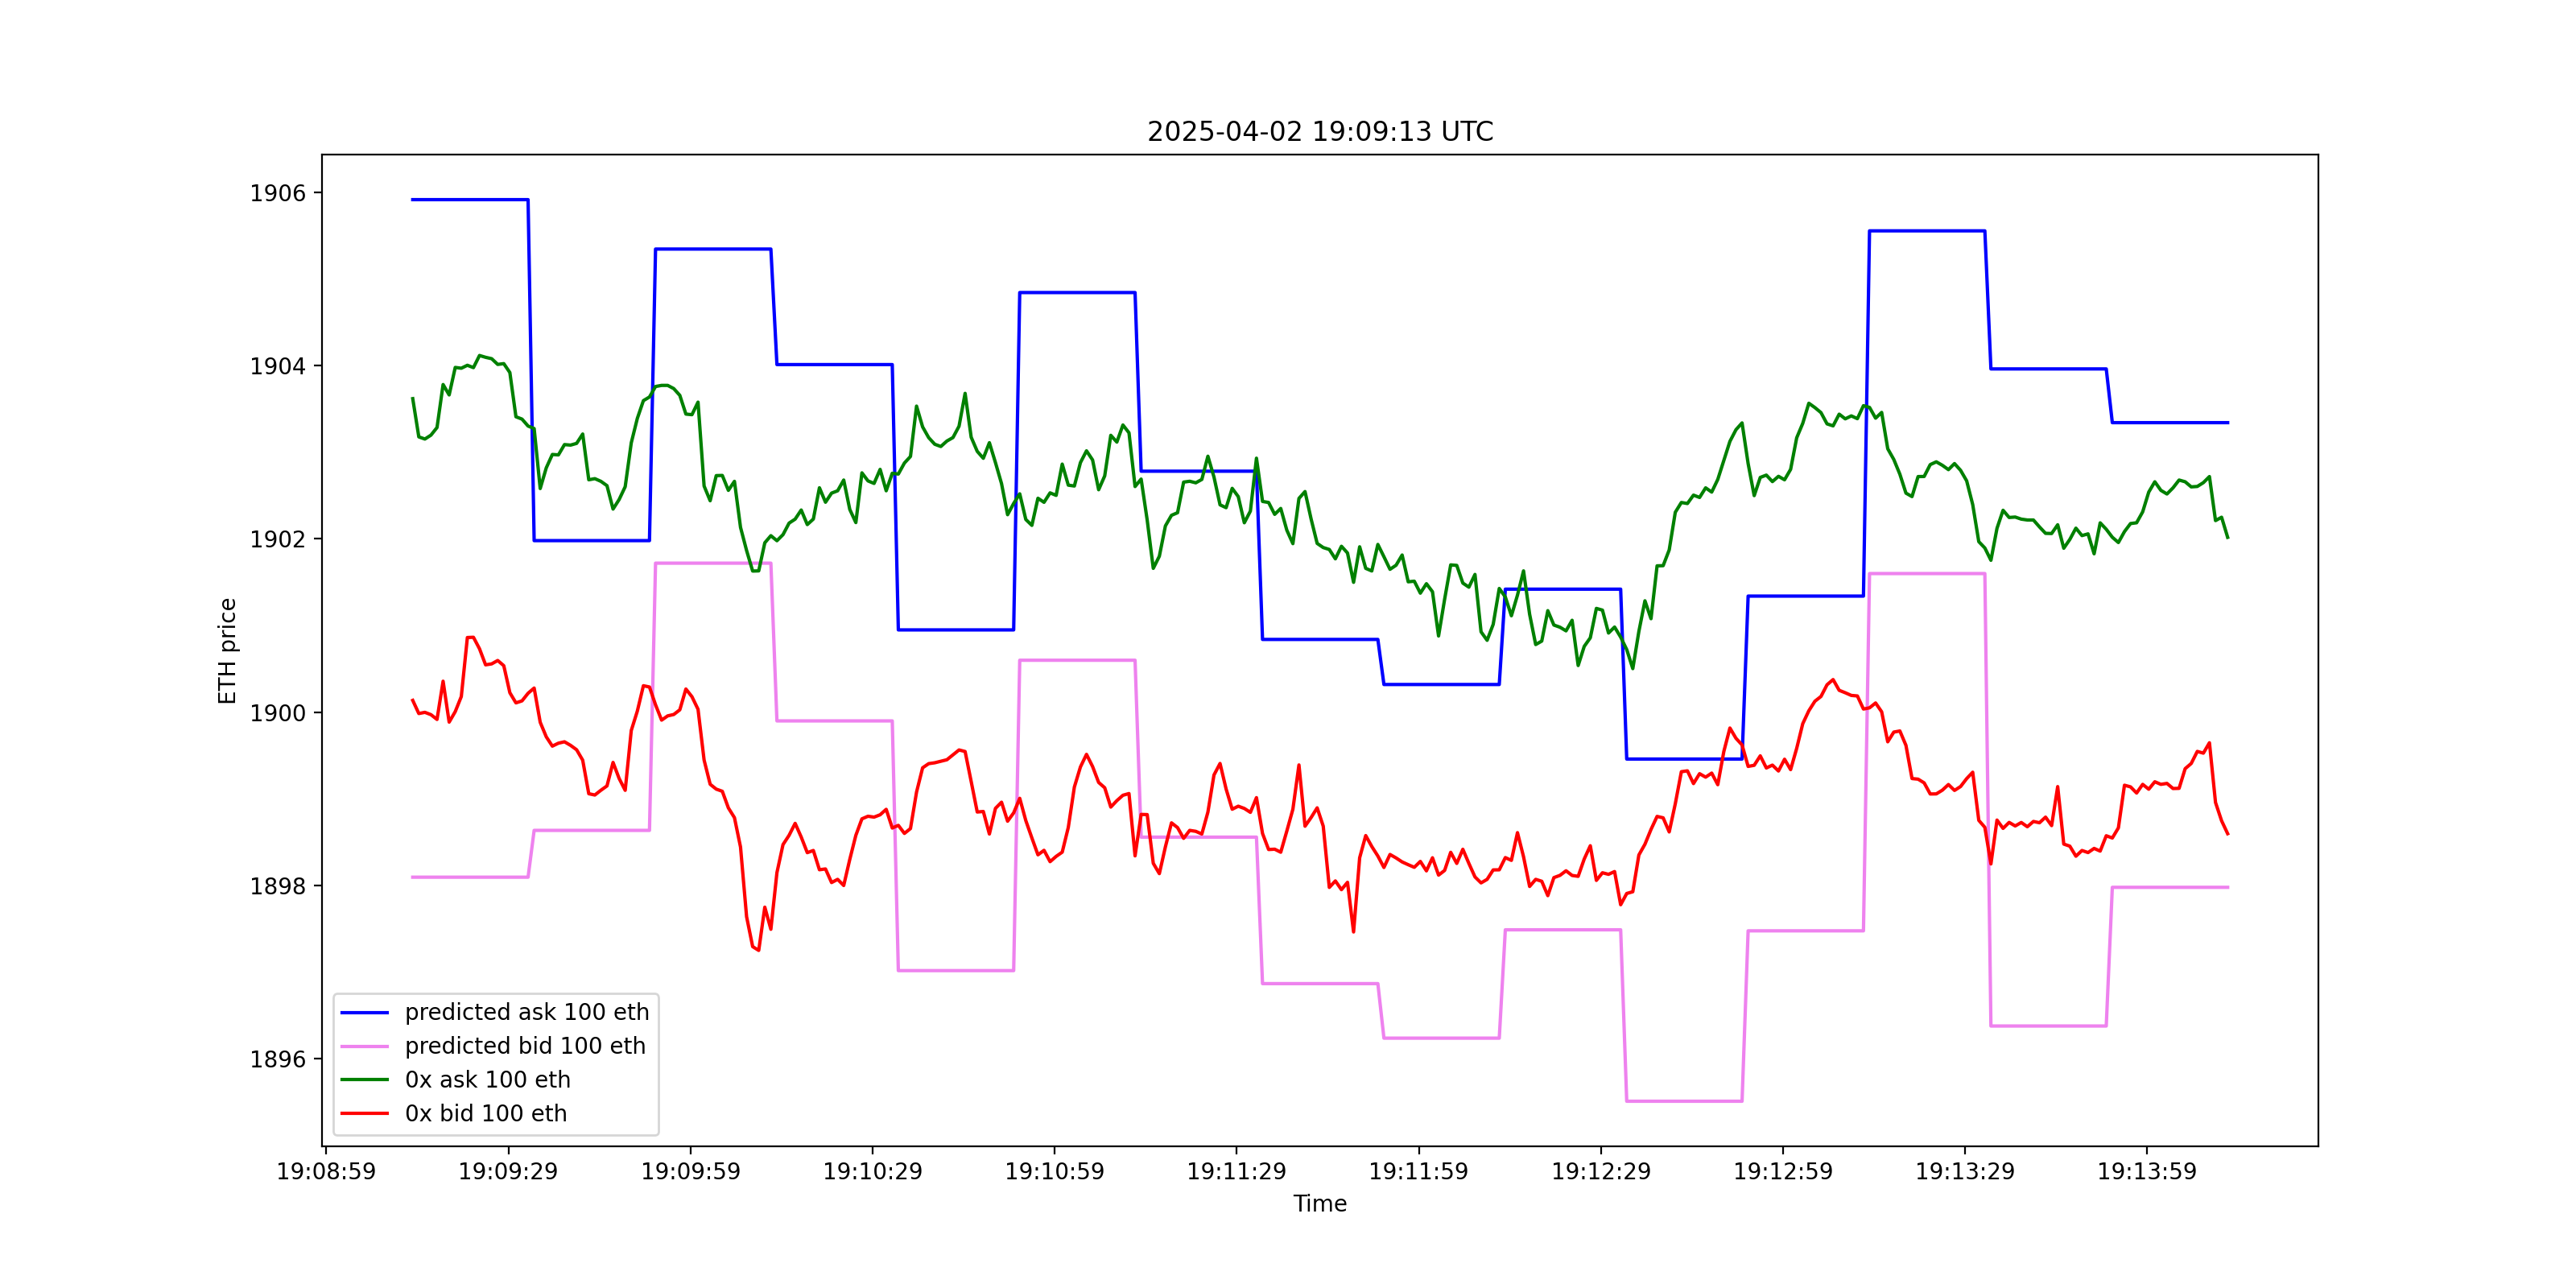 2025-04-02 19:09:13 UTC
1906
1904
1902
1900
1898
1896
ETH price
predicted ask 100 eth
predicted bid 100 eth
0x ask 100 eth
0x bid 100 eth
19:08:59 19:09:29 19:09:59 19:10:29 19:10:59 19:11:29 19:11:59 19:12:29 19:12:59 19:13:29 19:13:59
Time